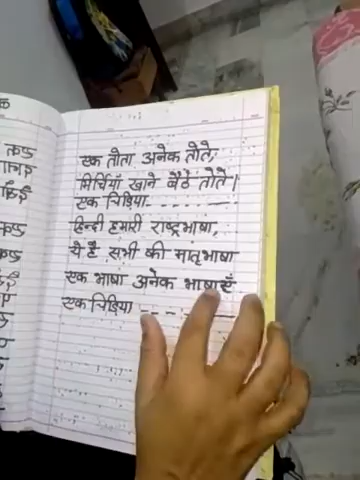 एक तोता अनेक तोते,
मिर्चियाँ खाने बैठे तोते।
एक चिड़िया - - - - - - -
हिन्दी हमारी राष्ट्रभाषा,
ये है सभी की मातृभाषा
एक भाषा अनेक भाषाएँ
एक चिड़िया - - - -